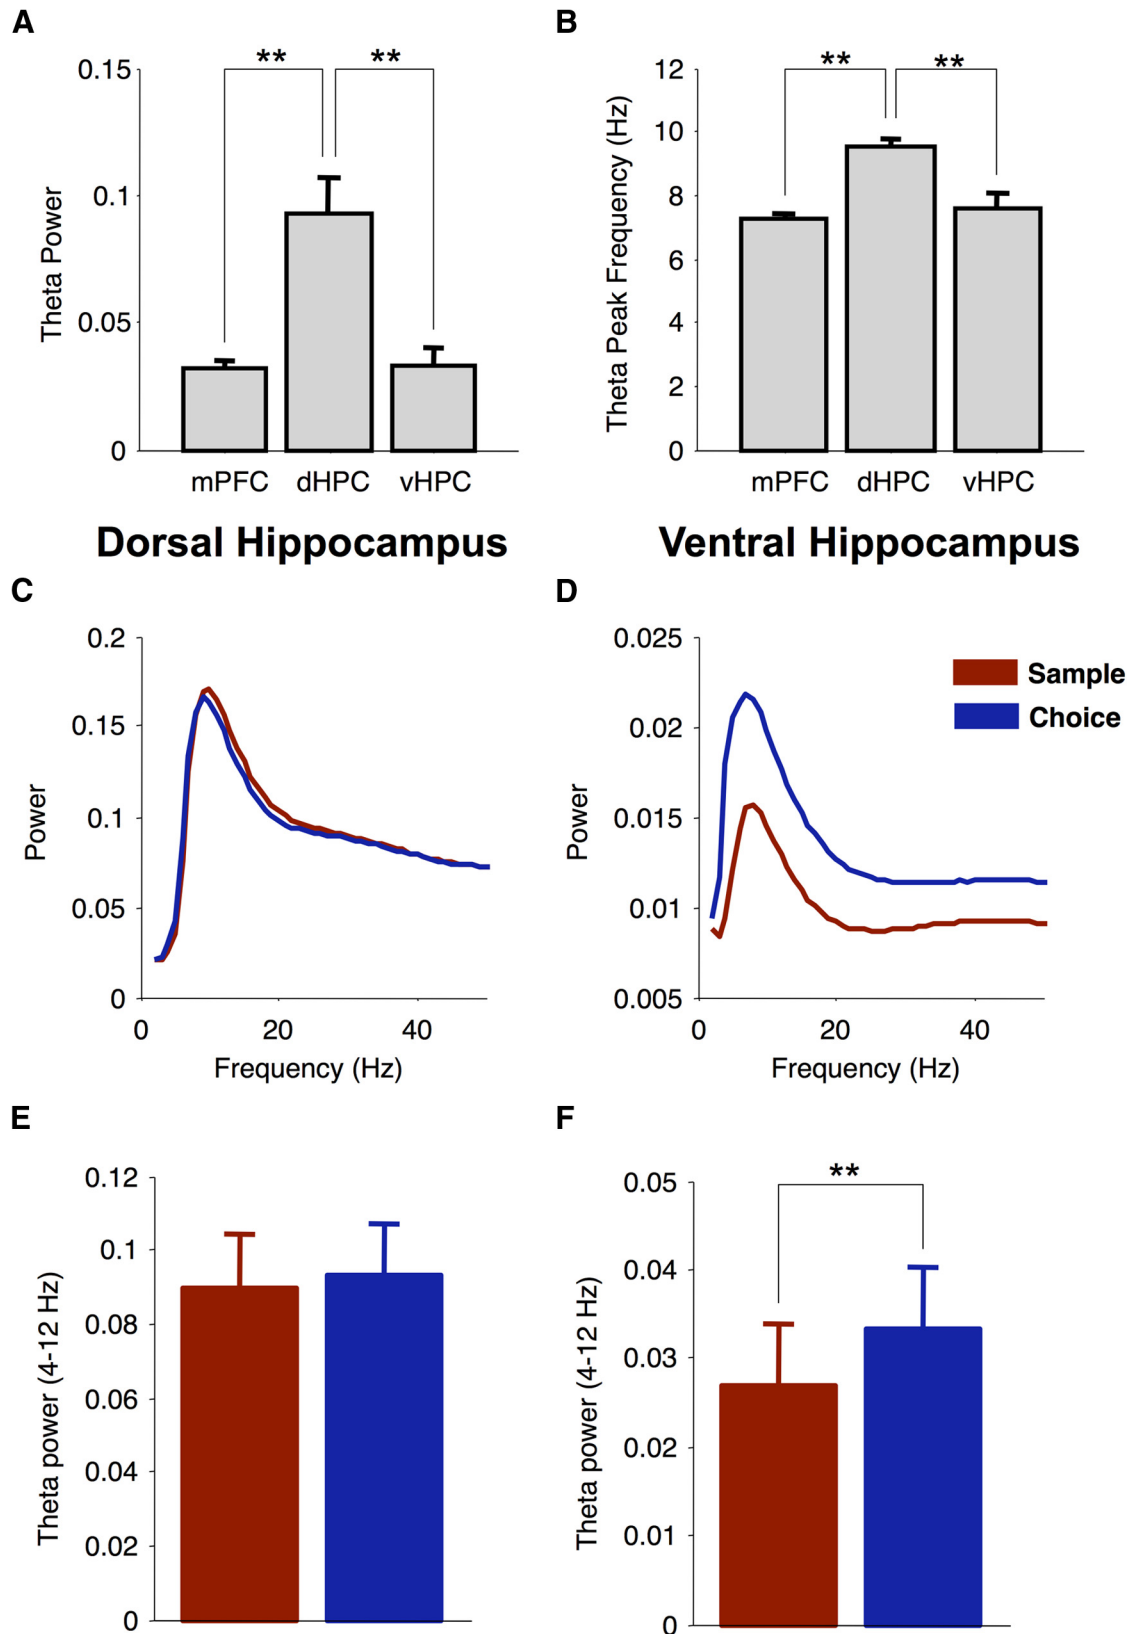 A
**
**
0.15
0.1
0.05
0
Theta Power
mPFC
dHPC
vHPC
B
**
**
12
10
8
6
4
2
0
Theta Peak Frequency (Hz)
mPFC
dHPC
vHPC
Dorsal Hippocampus
Ventral Hippocampus
C
0.2
0.15
0.1
0.05
0
Power
0
20
40
Frequency (Hz)
D
0.025
0.02
0.015
0.01
0.005
Power
0
20
40
Frequency (Hz)
Sample
Choice
E
0.12
0.1
0.08
0.06
0.04
0.02
0
Theta power (4-12 Hz)
F
**
0.05
0.04
0.03
0.02
0.01
0
Theta power (4-12 Hz)